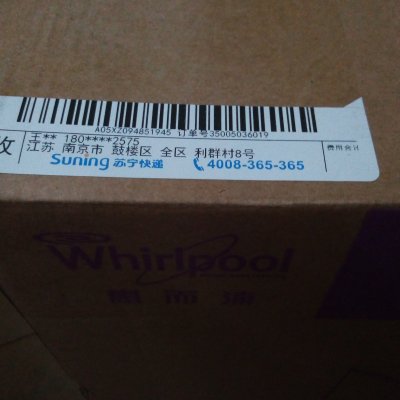 A05XZ094851945 订单号35005036019
收
王** 180****2575
江苏 南京市 鼓楼区 全区 利群村8号
费用合计
Suning 苏宁快递 4008-365-365
Whirlpool
惠而浦